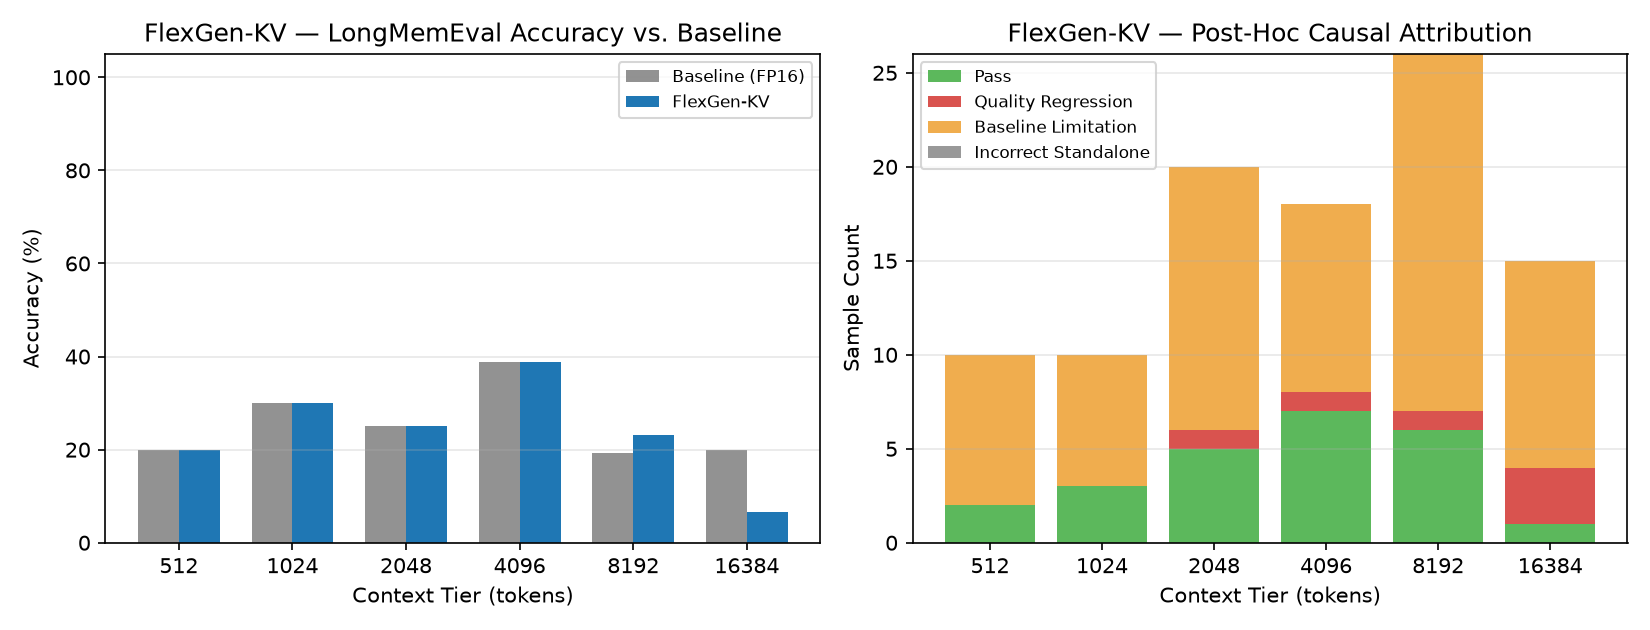 FlexGen-KV — LongMemEval Accuracy vs. Baseline
100
80
60
40
20
0
Accuracy (%)
Baseline (FP16)
FlexGen-KV
512 1024 2048 4096 8192 16384
Context Tier (tokens)
FlexGen-KV — Post-Hoc Causal Attribution
25
20
15
10
5
0
Sample Count
Pass
Quality Regression
Baseline Limitation
Incorrect Standalone
512 1024 2048 4096 8192 16384
Context Tier (tokens)